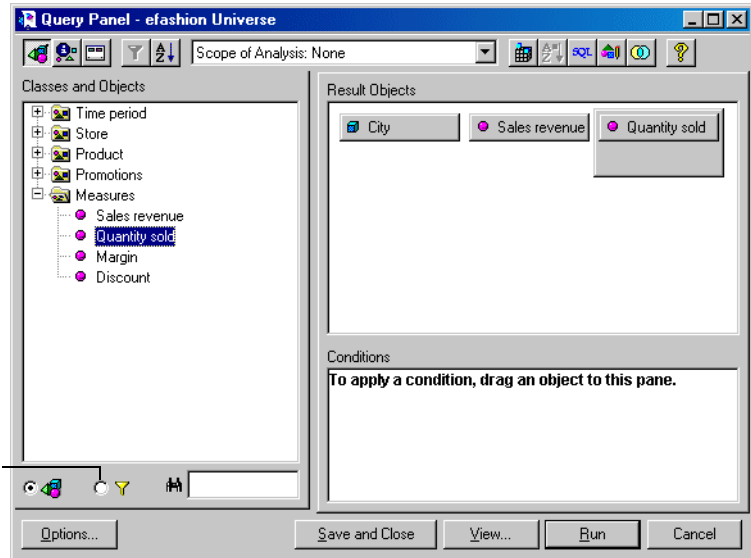 Query Panel - efashion Universe
Scope of Analysis: None
SQL
Classes and Objects
Time period
Store
Product
Promotions
Measures
Sales revenue
Quantity sold
Margin
Discount
Result Objects
City
Sales revenue
Quantity sold
Conditions
To apply a condition, drag an object to this pane.
Options...
Save and Close
View...
Run
Cancel